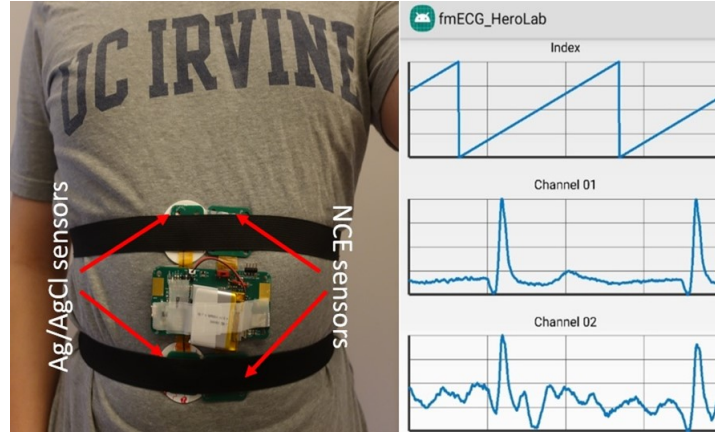 UC IRVINE
Ag/AgCl sensors
NCE sensors
fmECG_HeroLab
Index
Channel 01
Channel 02